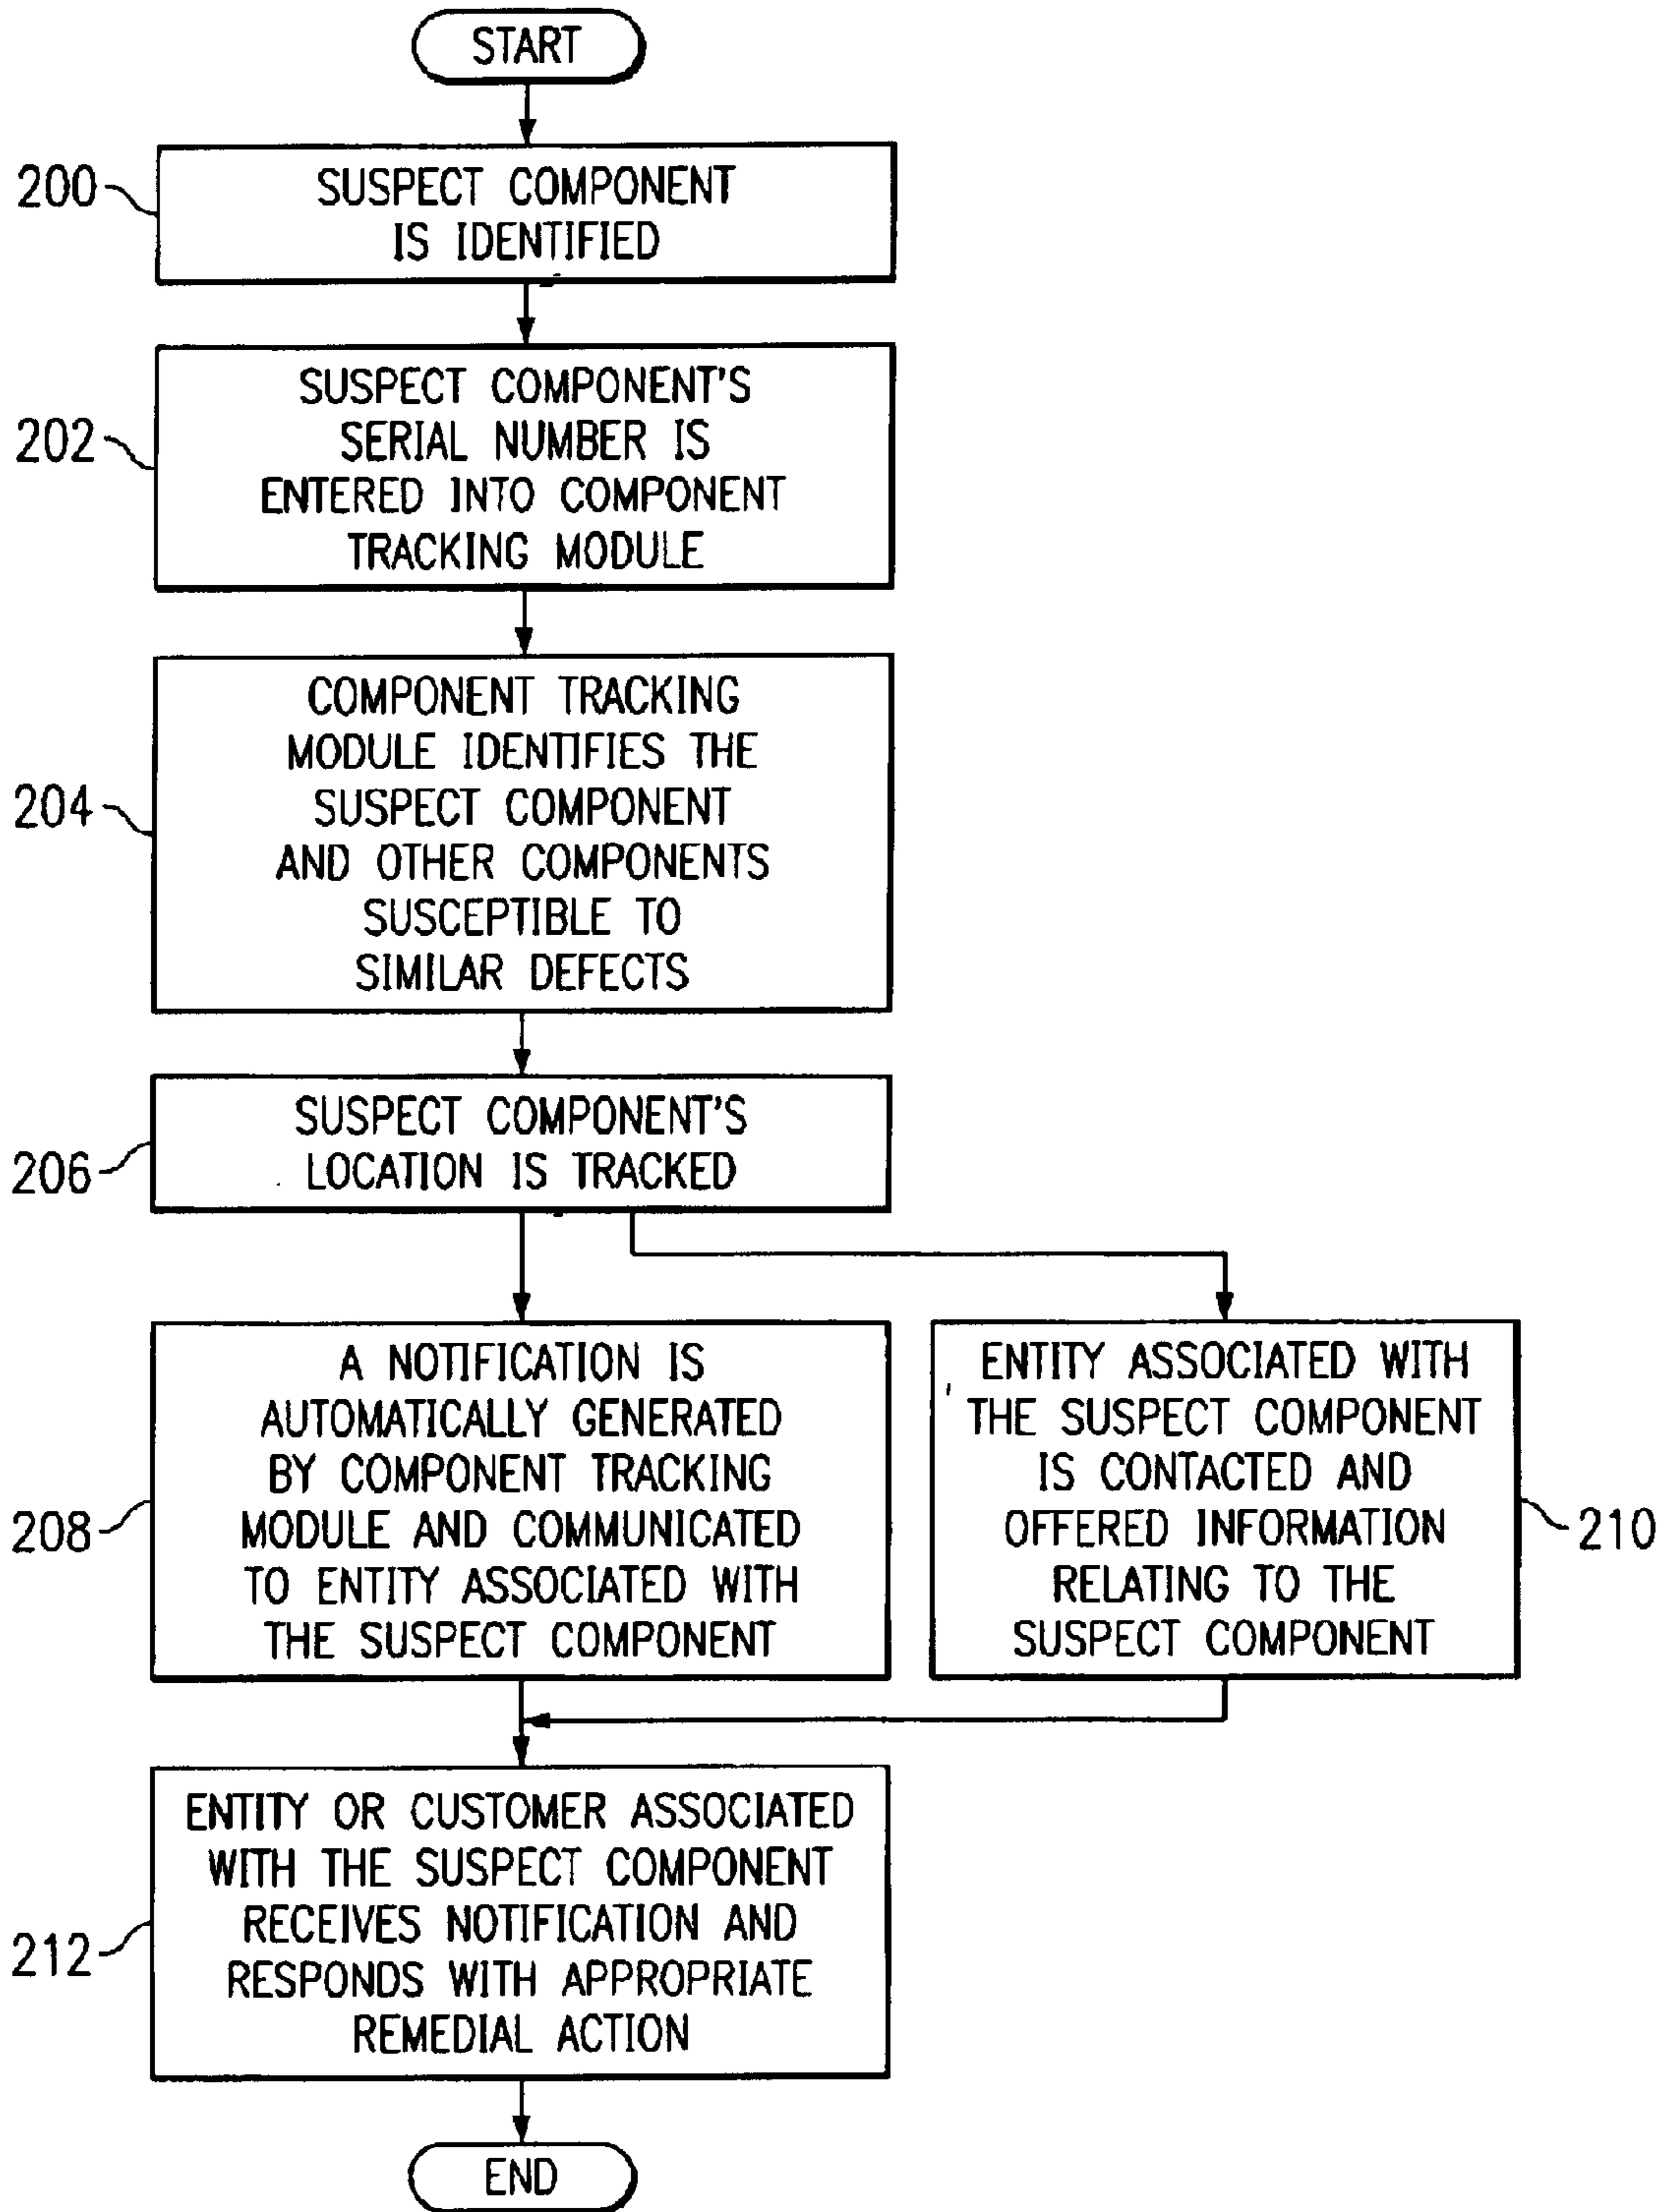 START
200
SUSPECT COMPONENT
IS IDENTIFIED
202
SUSPECT COMPONENT'S
SERIAL NUMBER IS
ENTERED INTO COMPONENT
TRACKING MODULE
204
COMPONENT TRACKING
MODULE IDENTIFIES THE
SUSPECT COMPONENT
AND OTHER COMPONENTS
SUSCEPTIBLE TO
SIMILAR DEFECTS
206
SUSPECT COMPONENT'S
LOCATION IS TRACKED
208
A NOTIFICATION IS
AUTOMATICALLY GENERATED
BY COMPONENT TRACKING
MODULE AND COMMUNICATED
TO ENTITY ASSOCIATED WITH
THE SUSPECT COMPONENT
ENTITY ASSOCIATED WITH
THE SUSPECT COMPONENT
IS CONTACTED AND
OFFERED INFORMATION
RELATING TO THE
SUSPECT COMPONENT
210
212
ENTITY OR CUSTOMER ASSOCIATED
WITH THE SUSPECT COMPONENT
RECEIVES NOTIFICATION AND
RESPONDS WITH APPROPRIATE
REMEDIAL ACTION
END